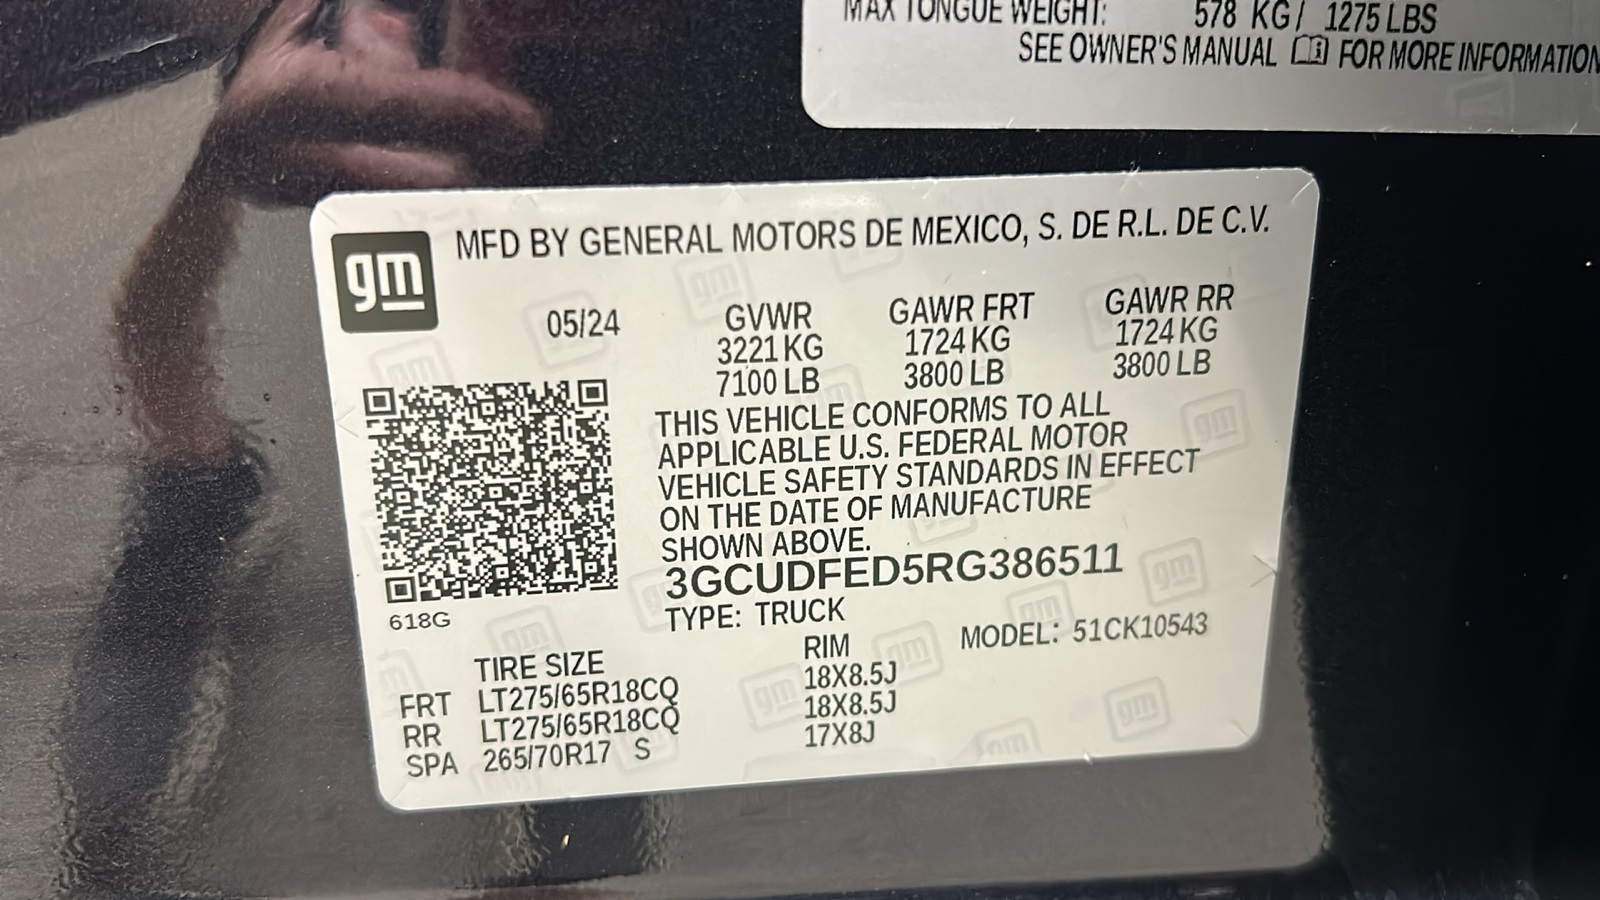 MAX TONGUE WEIGHT: 578 KG / 1275 LBS
SEE OWNER'S MANUAL FOR MORE INFORMATION
gm
MFD BY GENERAL MOTORS DE MEXICO, S. DE R.L. DE C.V.
05/24 GVWR GAWR FRT GAWR RR
3221 KG 1724 KG 1724 KG
7100 LB 3800 LB 3800 LB
THIS VEHICLE CONFORMS TO ALL
APPLICABLE U.S. FEDERAL MOTOR
VEHICLE SAFETY STANDARDS IN EFFECT
ON THE DATE OF MANUFACTURE
SHOWN ABOVE.
3GCUDFED5RG386511
618G
TYPE: TRUCK
MODEL: 51CK10543
TIRE SIZE RIM
FRT LT275/65R18CQ 18X8.5J
RR LT275/65R18CQ 18X8.5J
SPA 265/70R17 S 17X8J